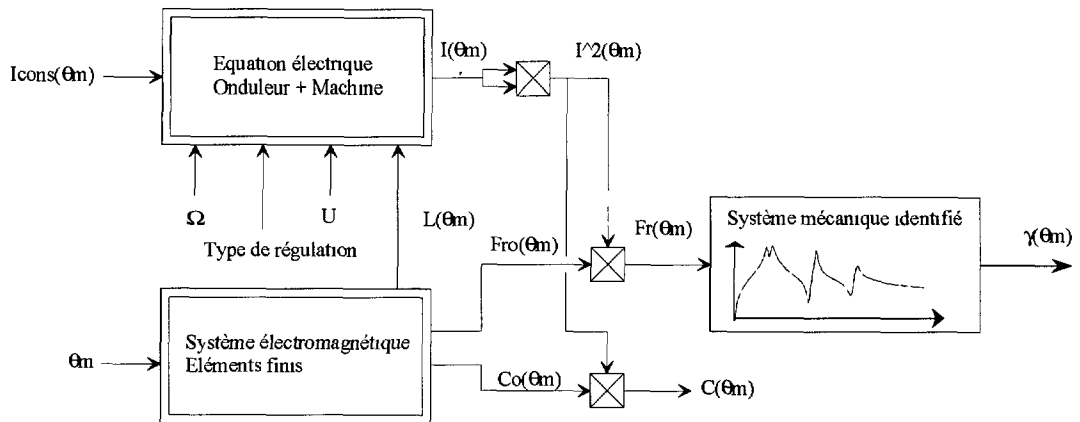 Icons(θm)
Equation électrique
Onduleur + Machine
I(θm)
I^2(θm)
Ω
U
Type de régulation
L(θm)
Fro(θm)
Fr(θm)
Système mécanique identifié
γ(θm)
θm
Système électromagnétique
Eléments finis
Co(θm)
C(θm)